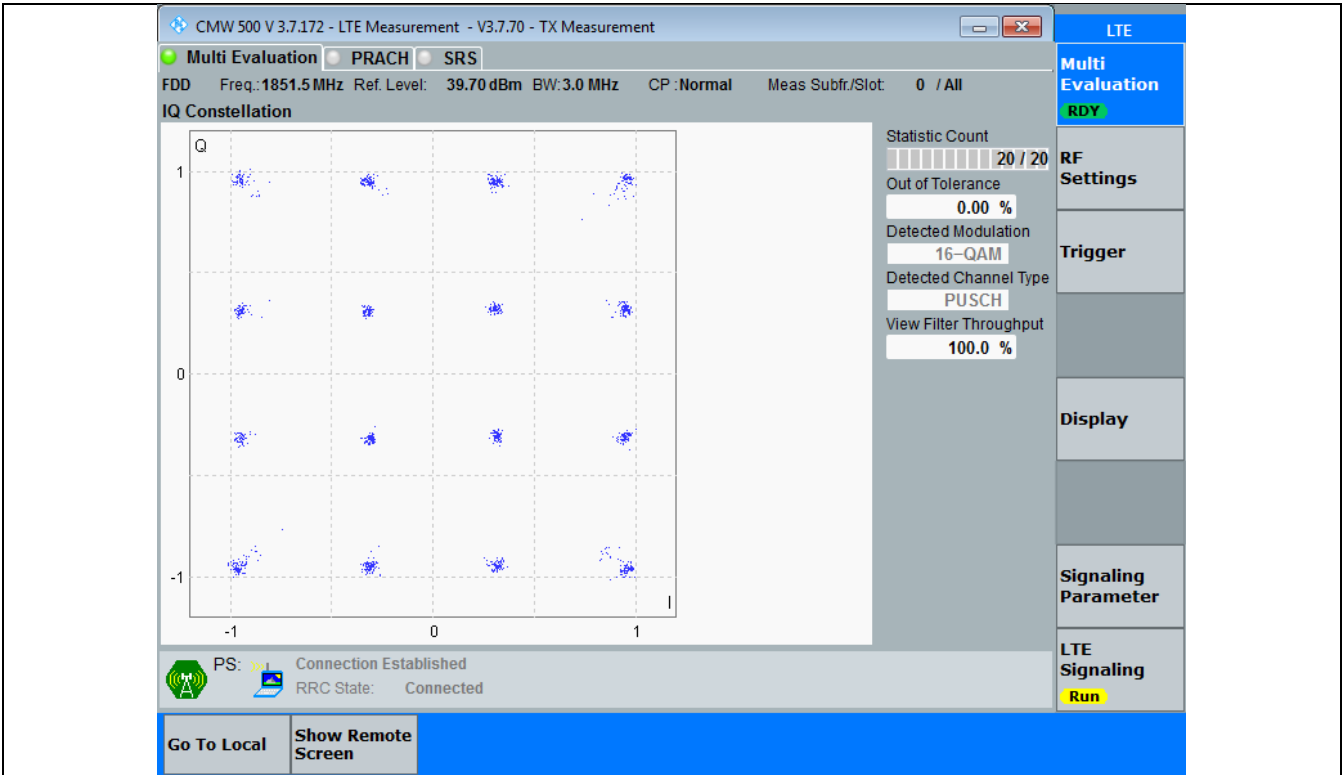 CMW 500 V 3.7.172 - LTE Measurement - V3.7.70 - TX Measurement
LTE
Multi Evaluation PRACH SRS
FDD Freq.:1851.5 MHz Ref. Level: 39.70 dBm BW:3.0 MHz CP :Normal Meas Subfr./Slot: 0 / All
IQ Constellation
Q
1
0
-1
I
-1 0 1
Statistic Count
20 / 20
Out of Tolerance
0.00 %
Detected Modulation
16-QAM
Detected Channel Type
PUSCH
View Filter Throughput
100.0 %
Multi
Evaluation
RDY
RF
Settings
Trigger
Display
Signaling
Parameter
LTE
Signaling
Run
PS: Connection Established
RRC State: Connected
Go To Local
Show Remote
Screen